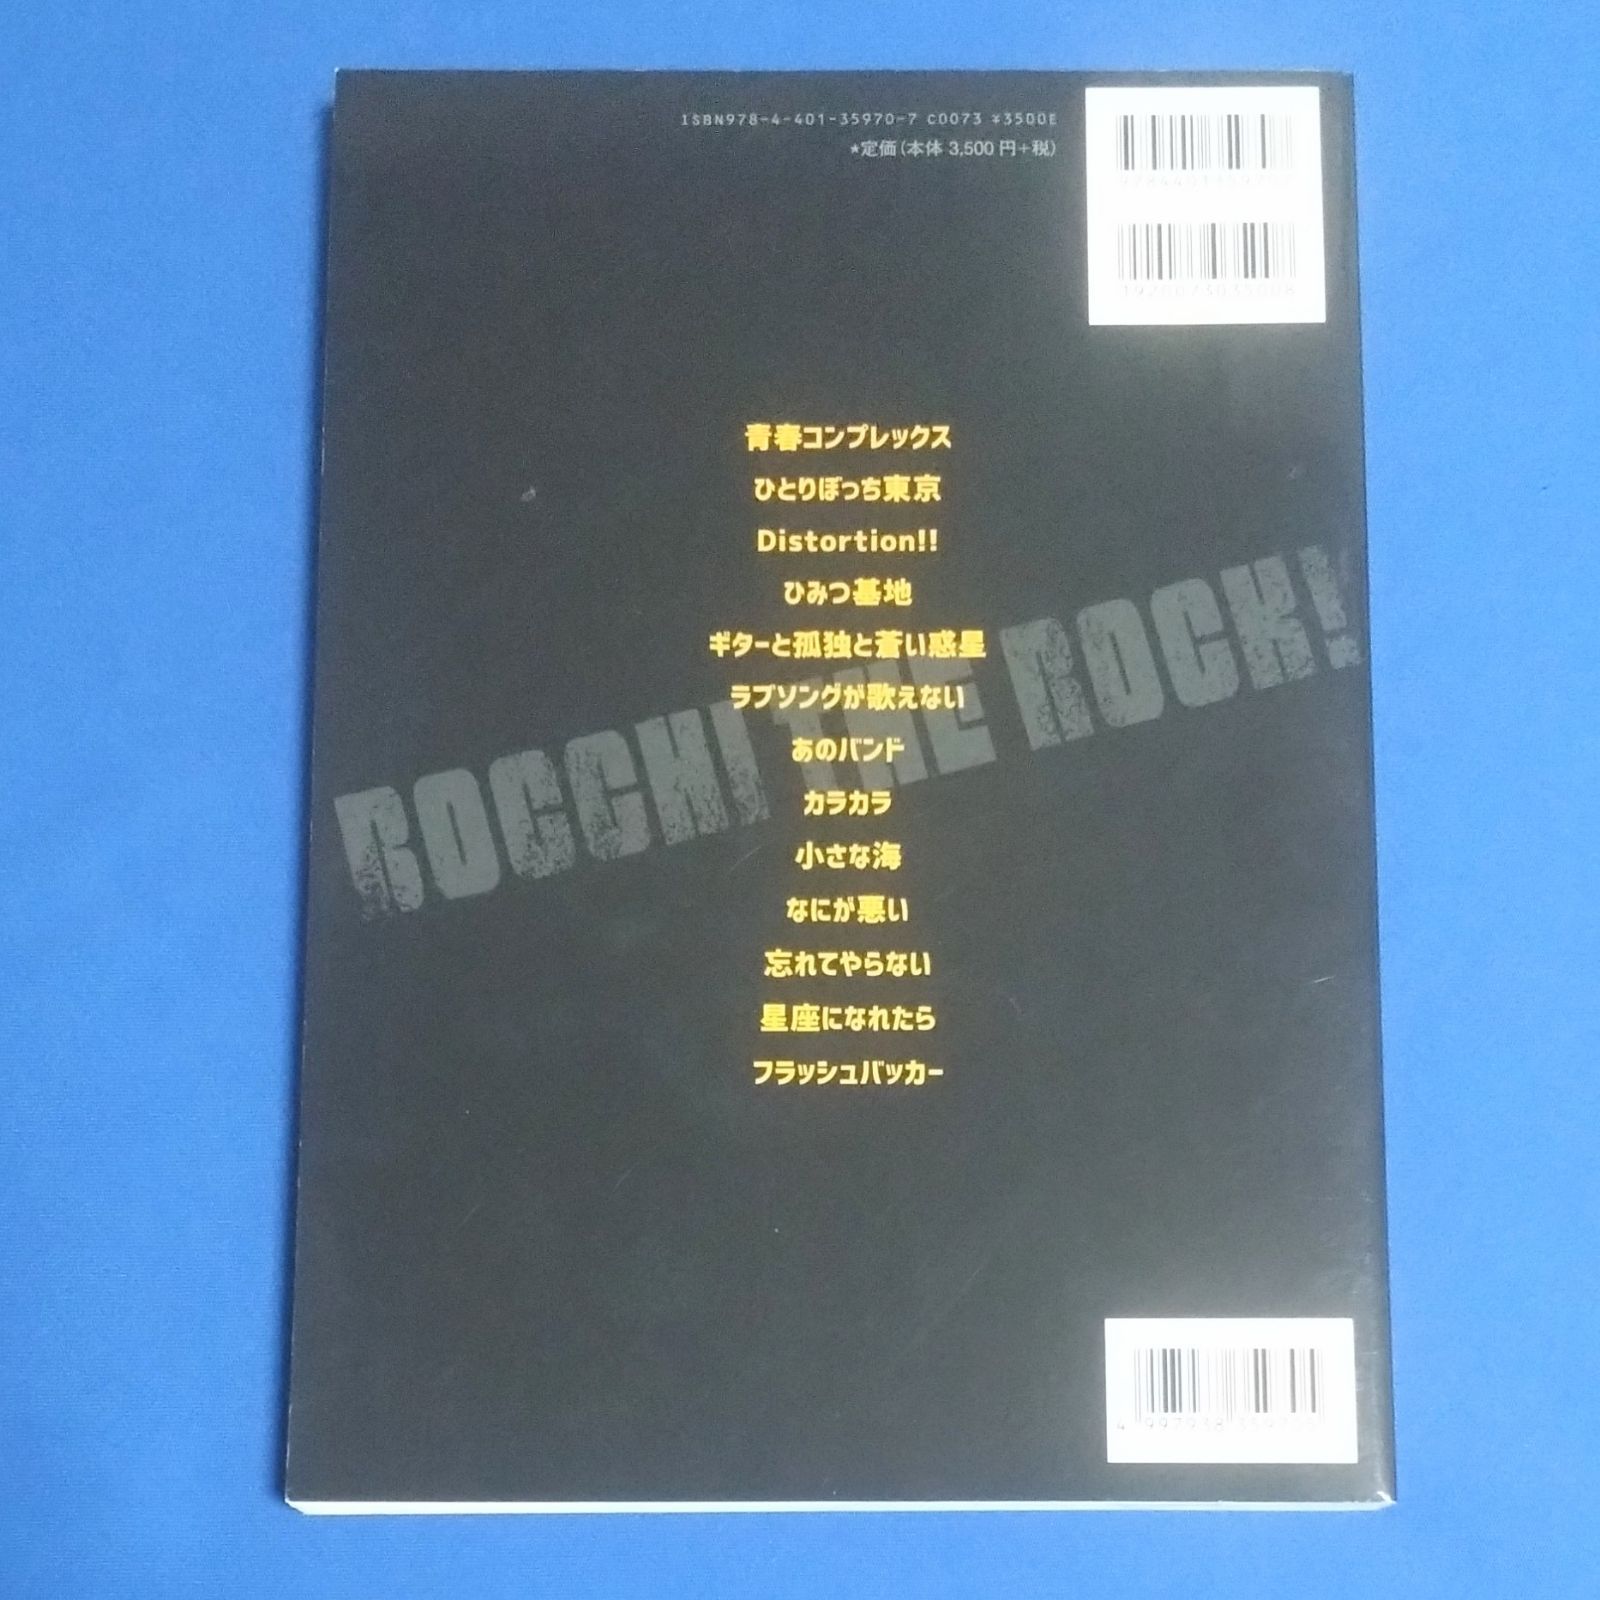 ISBN978-4-401-35970-7 C0073 ¥3500E
*定価(本体 3,500 円+税)
9784401359707
1920073035008
青春コンプレックス
ひとりぼっち東京
Distortion!!
ひみつ基地
ギターと孤独と蒼い惑星
ラブソングが歌えない
あのバンド
カラカラ
小さな海
なにが悪い
忘れてやらない
星座になれたら
フラッシュバッカー
BOCCHI THE ROCK!
4 997938 359705